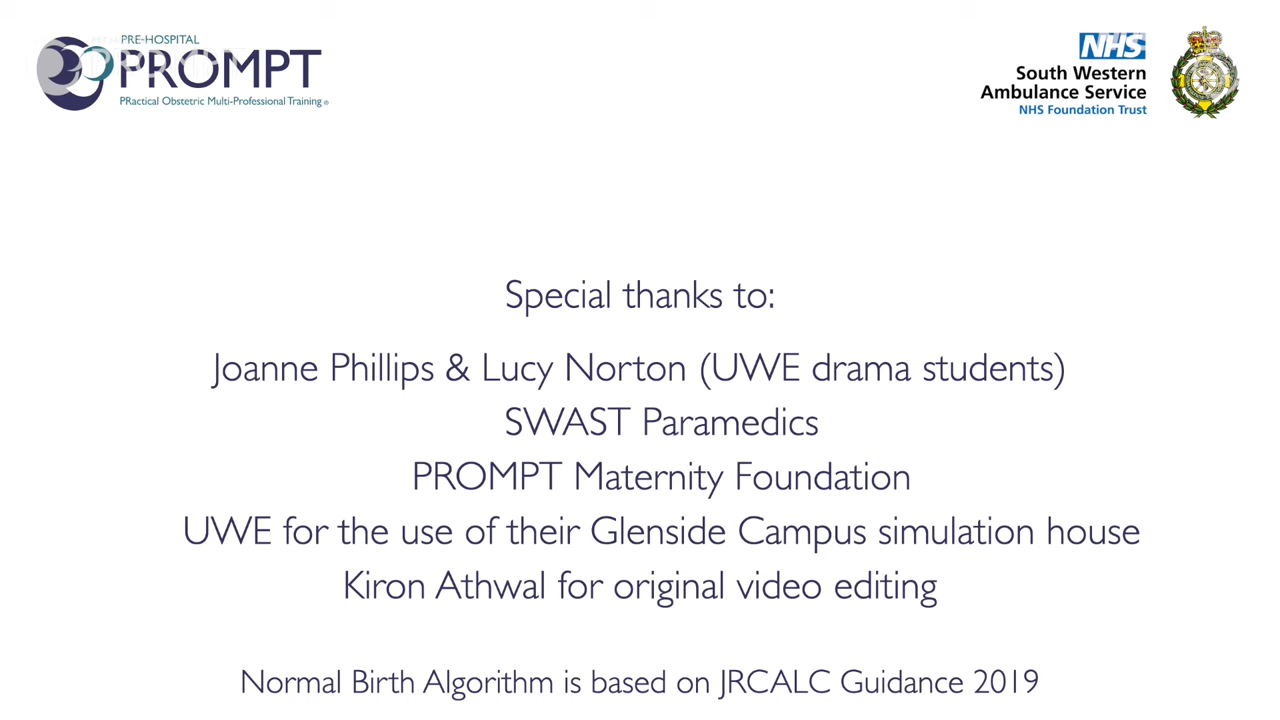 PRE-HOSPITAL
PROMPT
PRactical Obstetric Multi-Professional Training ®
NHS
South Western
Ambulance Service
NHS Foundation Trust
Special thanks to:
Joanne Phillips & Lucy Norton (UWE drama students)
SWAST Paramedics
PROMPT Maternity Foundation
UWE for the use of their Glenside Campus simulation house
Kiron Athwal for original video editing
Normal Birth Algorithm is based on JRCALC Guidance 2019